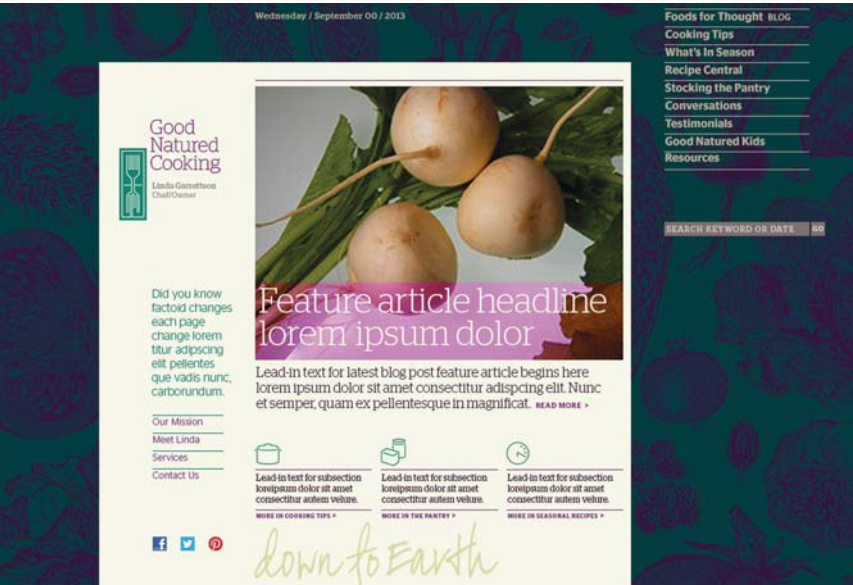 Wednesday / September 00 / 2013
Foods for Thought BLOG
Cooking Tips
What's In Season
Recipe Central
Stocking the Pantry
Conversations
Testimonials
Good Natured Kids
Resources
SEARCH KEYWORD OR DATE GO
Good
Natured
Cooking
Linda Garrettson
Chef/Owner
Did you know
factoid changes
each page
change lorem
titur adipscing
elit pellentes
que vadis nunc,
carborundum.
Our Mission
Meet Linda
Services
Contact Us
Feature article headline
lorem ipsum dolor
Lead-in text for latest blog post feature article begins here
lorem ipsum dolor sit amet consectitur adispcing elit. Nunc
et semper, quam ex pellentesque in magnificat. READ MORE >
Lead-in text for subsection
loreipsum dolor sit amet
consectitur autem velure.
MORE IN COOKING TIPS >
Lead-in text for subsection
loreipsum dolor sit amet
consectitur autem velure.
MORE IN THE PANTRY >
Lead-in text for subsection
loreipsum dolor sit amet
consectitur autem velure.
MORE IN SEASONAL RECIPES >
down to Earth